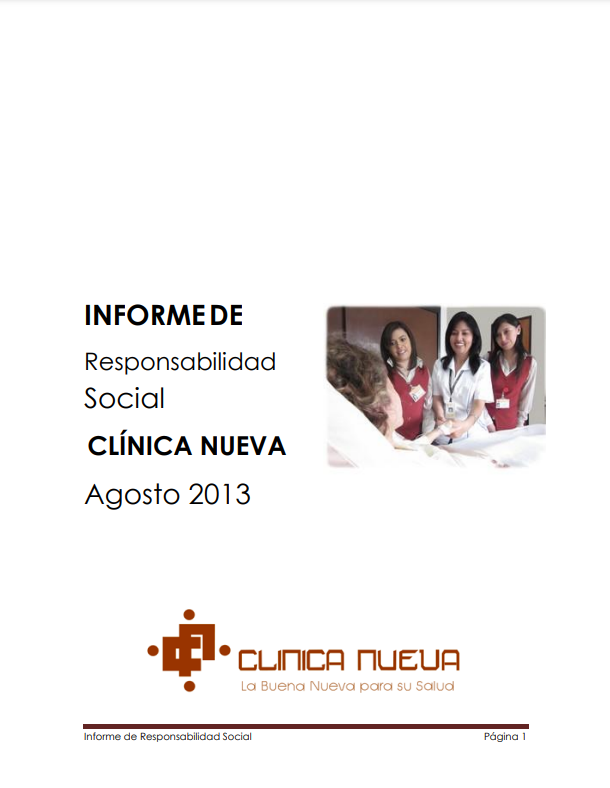 INFORME DE
Responsabilidad
Social
CLÍNICA NUEVA
Agosto 2013
CLINICA NUEVA
La Buena Nueva para su Salud
Informe de Responsabilidad Social
Página 1